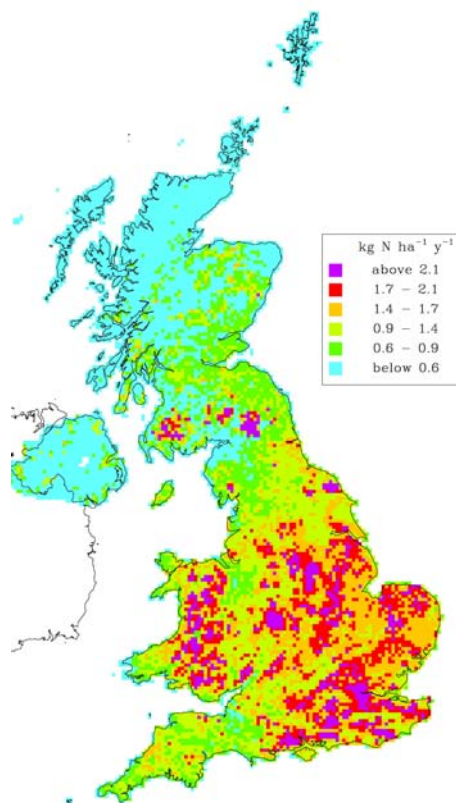 kg N ha⁻¹ y⁻¹
above 2.1
1.7 – 2.1
1.4 – 1.7
0.9 – 1.4
0.6 – 0.9
below 0.6